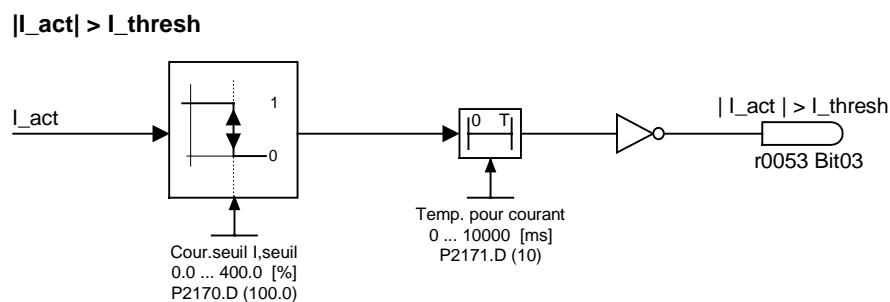 |I_act| > I_thresh
I_act
1
0
0 T
| I_act | > I_thresh
r0053 Bit03
Cour.seuil I,seuil
0.0 ... 400.0 [%]
P2170.D (100.0)
Temp. pour courant
0 ... 10000 [ms]
P2171.D (10)